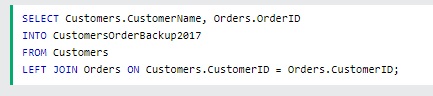 SELECT Customers.CustomerName, Orders.OrderID
INTO CustomersOrderBackup2017
FROM Customers
LEFT JOIN Orders ON Customers.CustomerID = Orders.CustomerID;